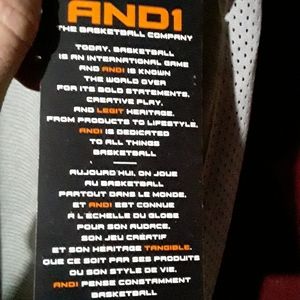 AND1
THE BASKETBALL COMPANY
TODAY, BASKETBALL
IS AN INTERNATIONAL GAME
AND AND1 IS KNOWN
THE WORLD OVER
FOR ITS BOLD STATEMENTS,
CREATIVE PLAY,
AND LEGIT HERITAGE.
FROM PRODUCTS TO LIFESTYLE,
AND1 IS DEDICATED
TO ALL THINGS
BASKETBALL
AUJOURD'HUI, ON JOUE
AU BASKETBALL
PARTOUT DANS LE MONDE,
ET AND1 EST CONNUE
À L'ÉCHELLE DU GLOBE
POUR SON AUDACE,
SON JEU CRÉATIF
ET SON HÉRITAGE TANGIBLE.
QUE CE SOIT PAR SES PRODUITS
OU SON STYLE DE VIE,
AND1 PENSE CONSTAMMENT
BASKETBALL